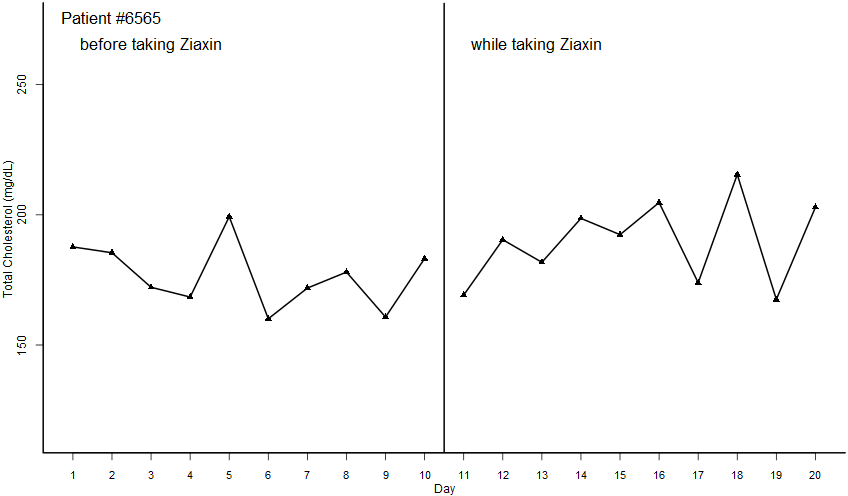 Patient #6565
before taking Ziaxin
while taking Ziaxin
Total Cholesterol (mg/dL)
250
200
150
1 2 3 4 5 6 7 8 9 10 11 12 13 14 15 16 17 18 19 20
Day